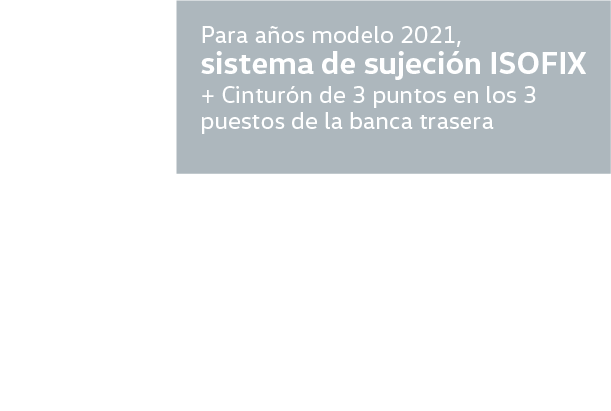 Para años modelo 2021,
sistema de sujeción ISOFIX
+ Cinturón de 3 puntos en los 3
puestos de la banca trasera